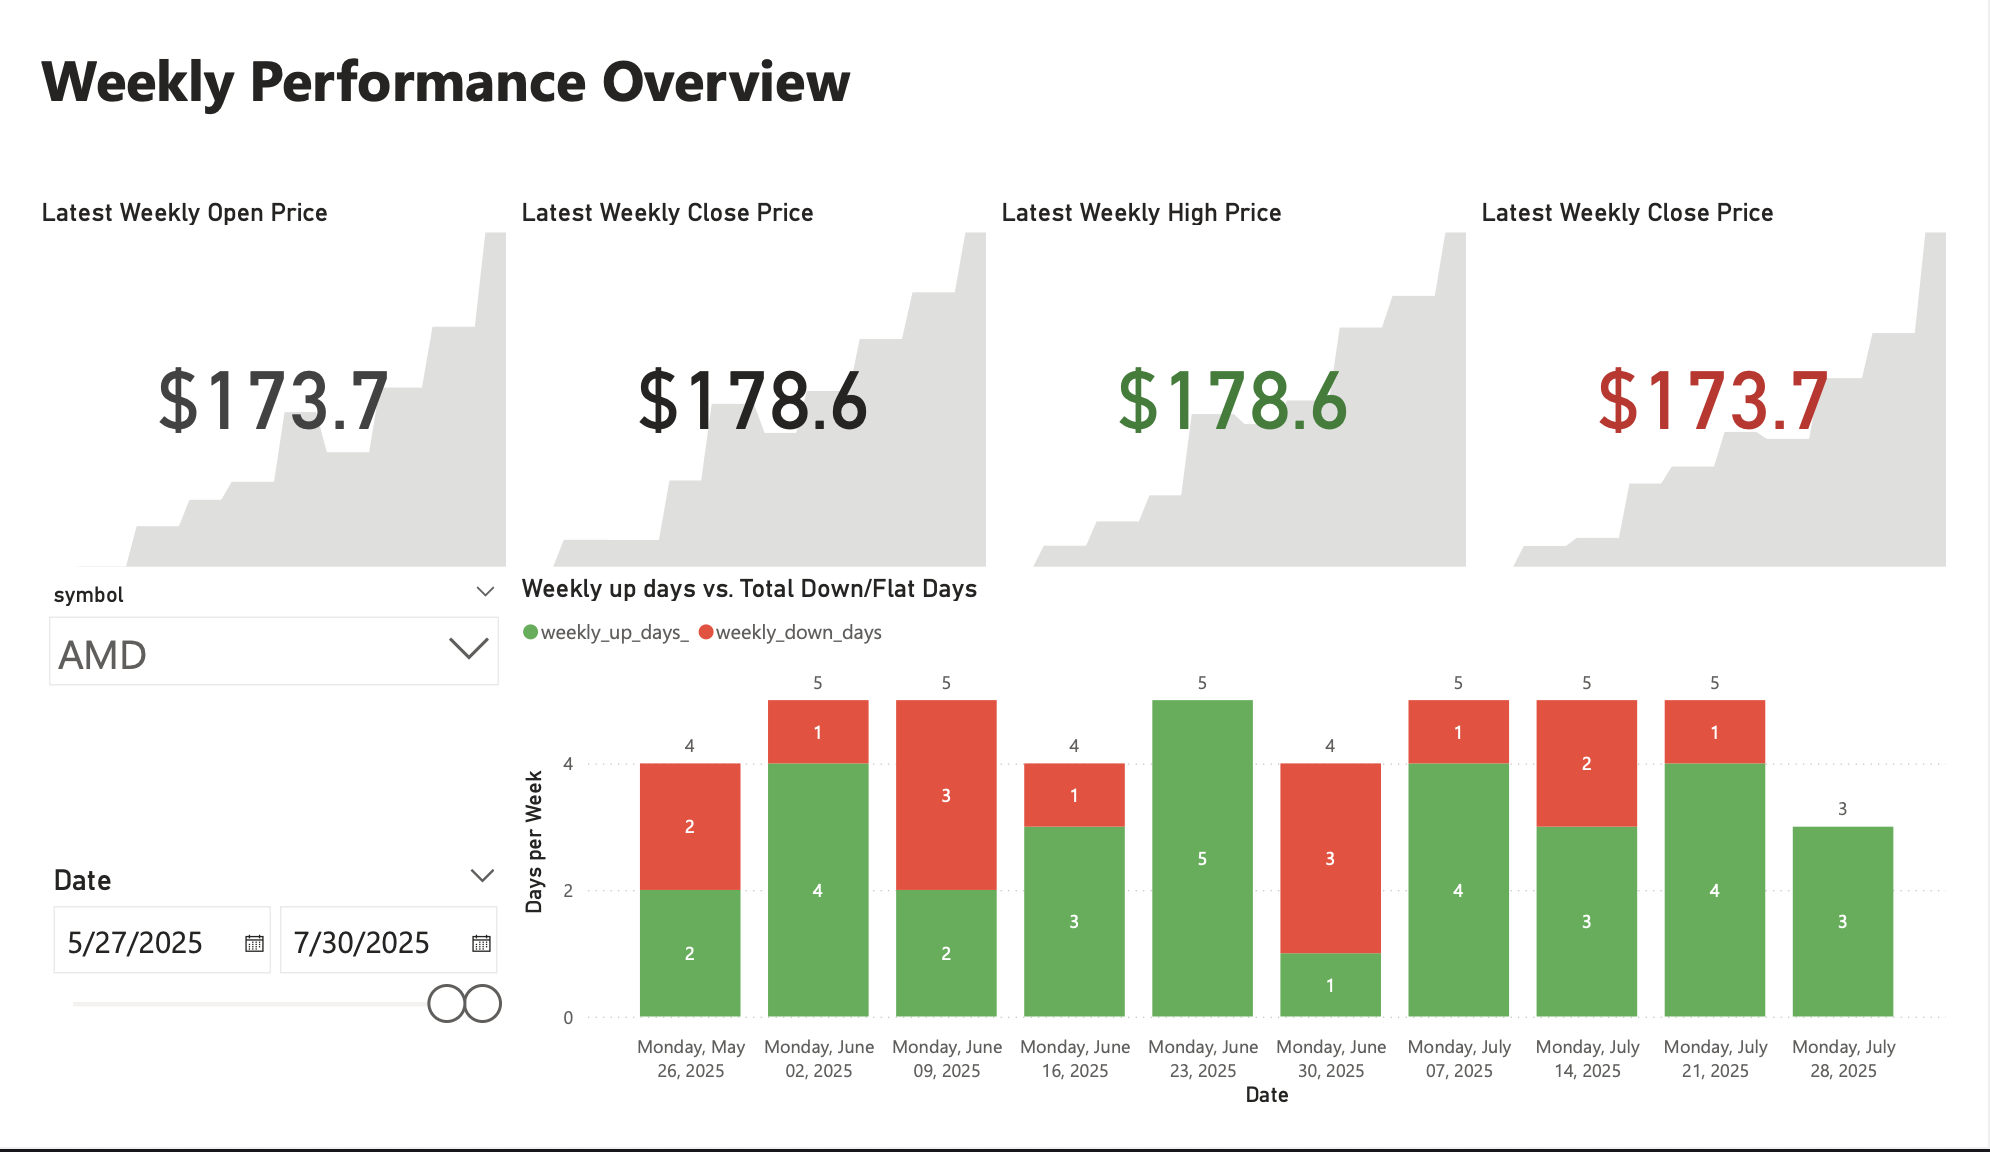 Weekly Performance Overview
Latest Weekly Open Price
$173.7
Latest Weekly Close Price
$178.6
Latest Weekly High Price
$178.6
Latest Weekly Close Price
$173.7
symbol
AMD
Date
5/27/2025
7/30/2025
Weekly up days vs. Total Down/Flat Days
weekly_up_days_
weekly_down_days
Days per Week
4
2
0
4
2
2
5
1
4
5
3
2
4
1
3
5
5
4
3
1
5
1
4
5
2
3
5
1
4
3
3
Monday, May
26, 2025
Monday, June
02, 2025
Monday, June
09, 2025
Monday, June
16, 2025
Monday, June
23, 2025
Monday, June
30, 2025
Monday, July
07, 2025
Monday, July
14, 2025
Monday, July
21, 2025
Monday, July
28, 2025
Date